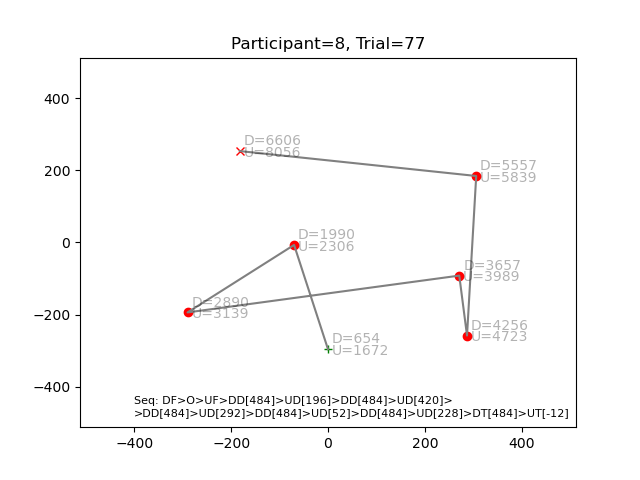 Participant=8, Trial=77
400
200
0
−200
−400
−400
−200
0
200
400
D=6606
U=8056
D=5557
U=5839
D=1990
U=2306
D=3657
U=3989
D=2890
U=3139
D=4256
U=4723
D=654
U=1672
Seq: DF>O>UF>DD[484]>UD[196]>DD[484]>UD[420]>
>DD[484]>UD[292]>DD[484]>UD[52]>DD[484]>UD[228]>DT[484]>UT[-12]